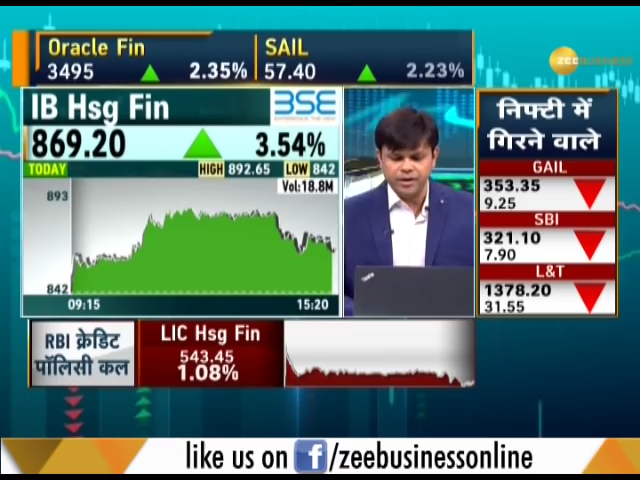 Oracle Fin
3495 2.35%
SAIL
57.40 2.23%
ZEEBUSINESS
IB Hsg Fin
BSE
869.20 3.54%
TODAY HIGH 892.65 LOW 842
Vol:18.8M
893
842
09:15 15:20
निफ्टी में
गिरने वाले
GAIL
353.35
9.25
SBI
321.10
7.90
L&T
1378.20
31.55
RBI क्रेडिट
पॉलिसी कल
LIC Hsg Fin
543.45
1.08%
like us on f/zeebusinessonline